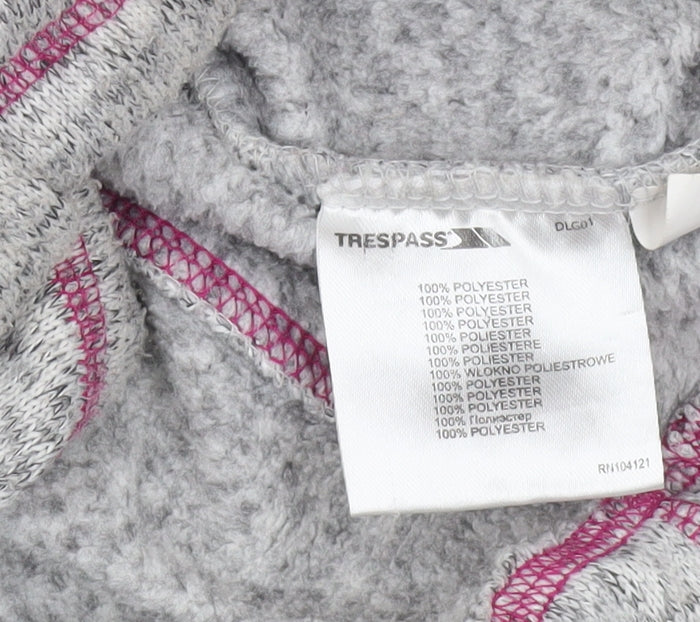 TRESPASS
DLG01
100% POLYESTER
100% POLYESTER
100% POLYESTER
100% POLYESTER
100% POLIESTER
100% POLIESTERE
100% POLIESTER
100% WLOKNO POLIESTROWE
100% POLYESTER
100% POLYESTER
100% POLYESTER
100% Полиэстер
100% POLYESTER
RN104121